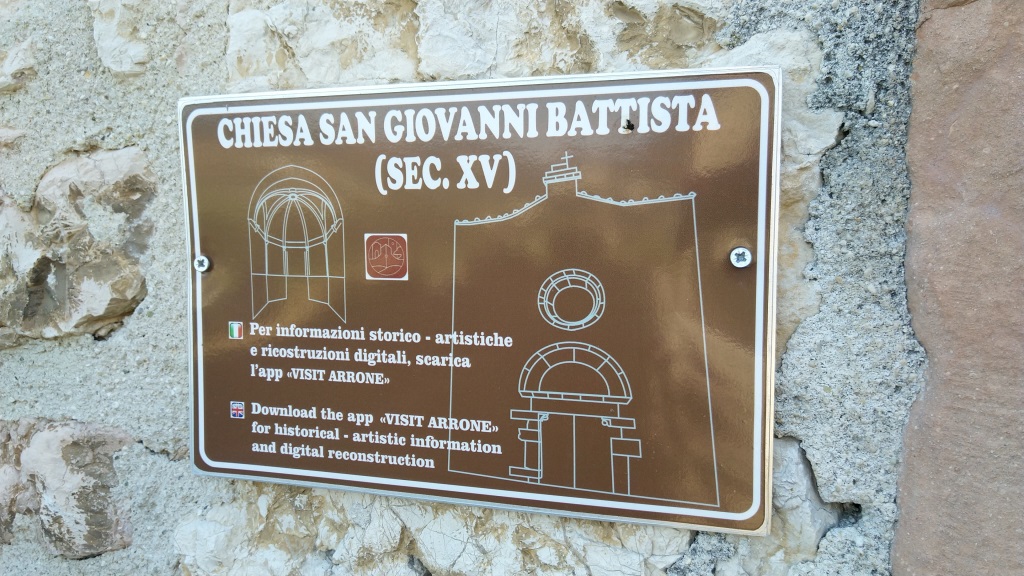 CHIESA SAN GIOVANNI BATTISTA
(SEC. XV)
Per informazioni storico - artistiche
e ricostruzioni digitali, scarica
l'app «VISIT ARRONE»
Download the app «VISIT ARRONE»
for historical - artistic information
and digital reconstruction